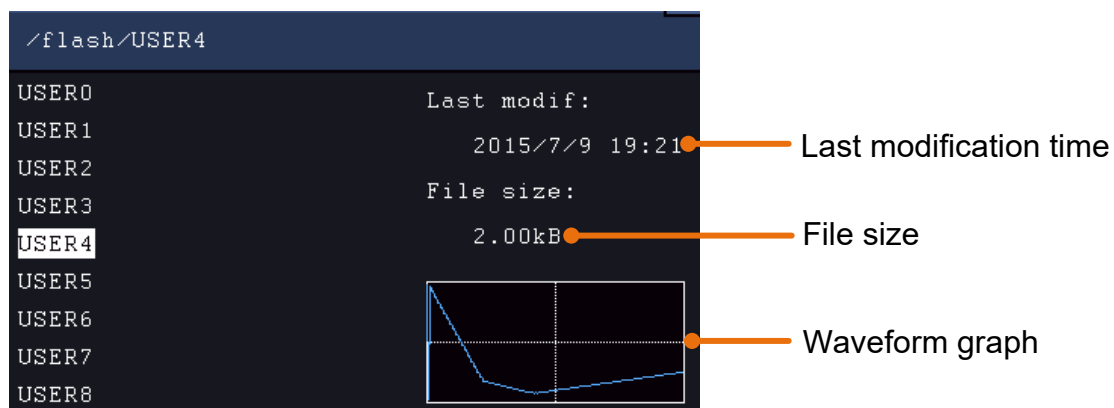 /flash/USER4
USER0
USER1
USER2
USER3
USER4
USER5
USER6
USER7
USER8
Last modif:
2015/7/9 19:21
File size:
2.00kB
Last modification time
File size
Waveform graph